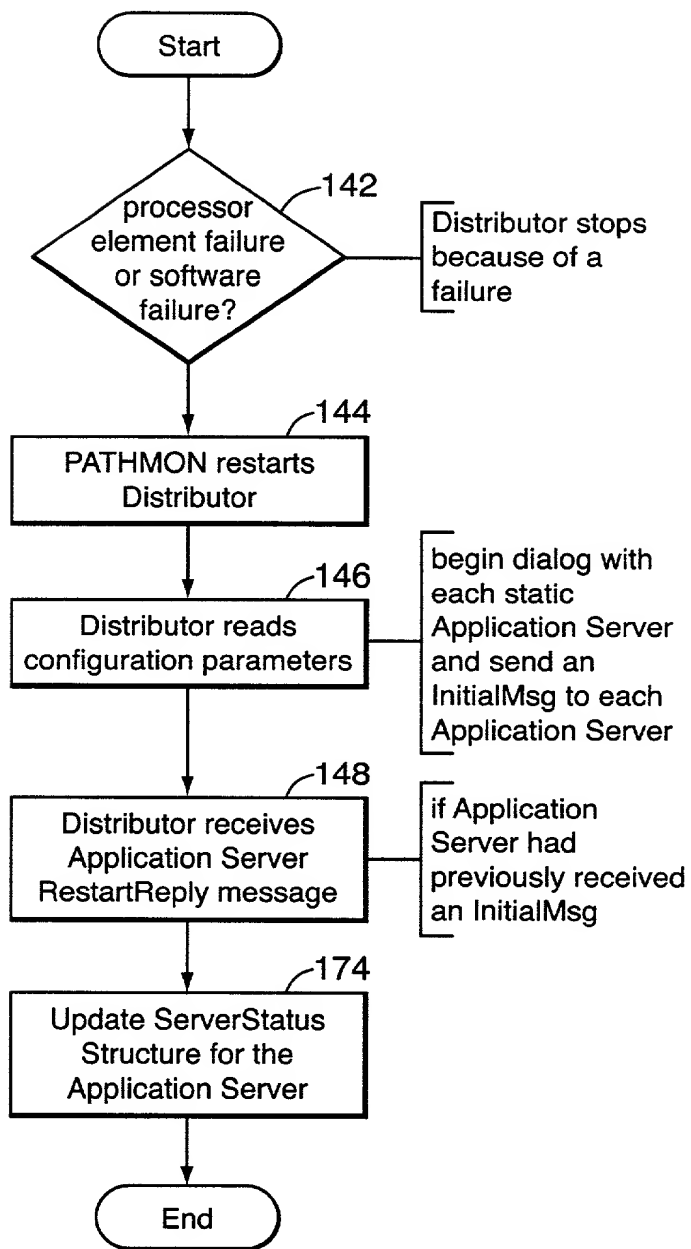 Start
142
processor
element failure
or software
failure?
Distributor stops
because of a
failure
144
PATHMON restarts
Distributor
146
Distributor reads
configuration parameters
begin dialog with
each static
Application Server
and send an
InitialMsg to each
Application Server
148
Distributor receives
Application Server
RestartReply message
if Application
Server had
previously received
an InitialMsg
174
Update ServerStatus
Structure for the
Application Server
End